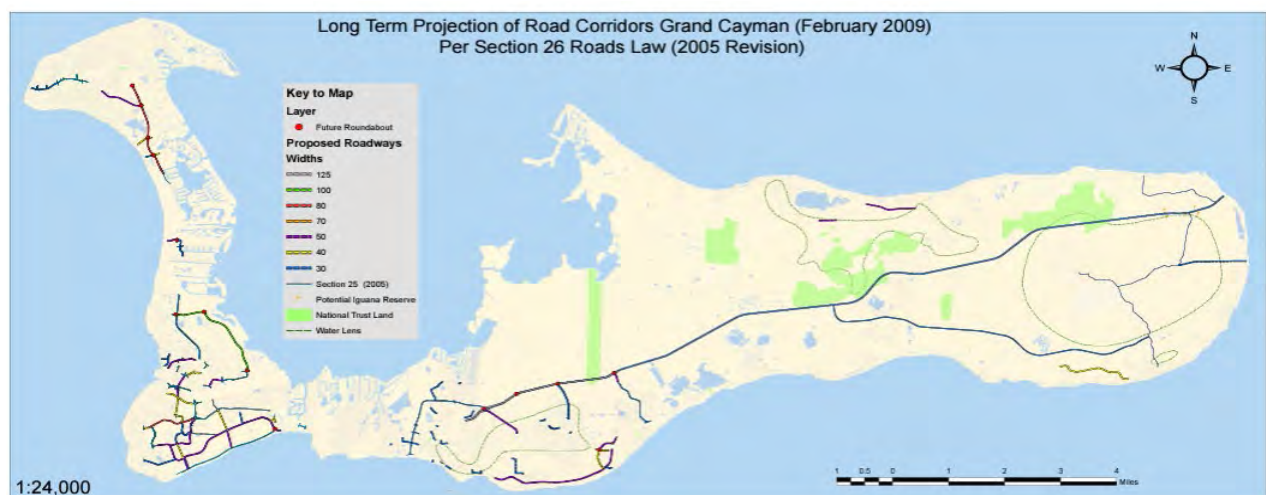 Long Term Projection of Road Corridors Grand Cayman (February 2009)
Per Section 26 Roads Law (2005 Revision)
N
W E
S
Key to Map
Layer
Future Roundabout
Proposed Roadways
Widths
125
100
80
70
50
40
30
Section 25 (2005)
Potential Iguana Reserve
National Trust Land
Water Lens
1 0.5 0 1 2 3 4
Miles
1:24,000